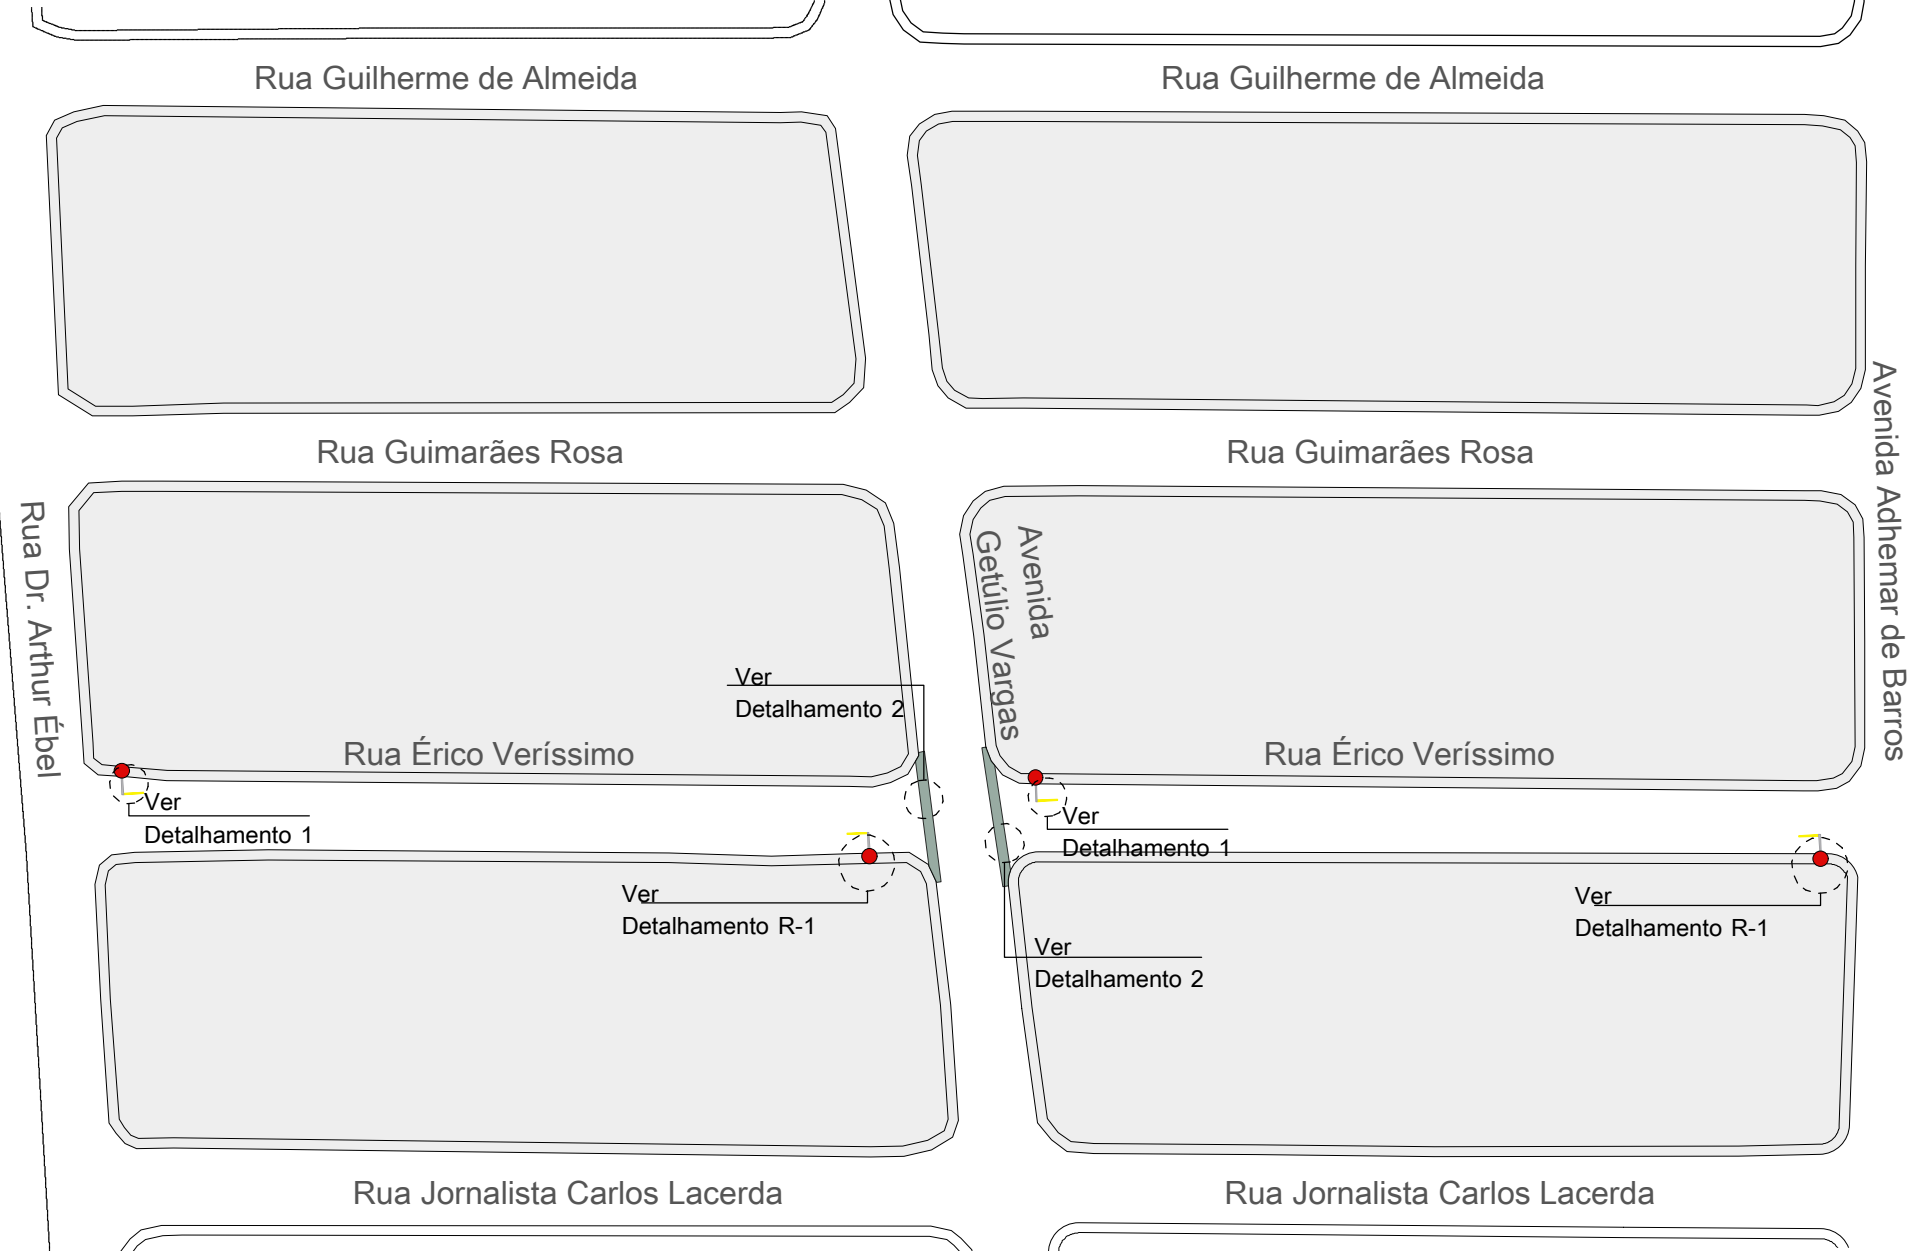 Rua Guilherme de Almeida
Rua Guilherme de Almeida
Rua Guimarães Rosa
Rua Guimarães Rosa
Avenida Adhemar de Barros
Rua Dr. Arthur Ébel
Avenida
Getúlio Vargas
Ver
Detalhamento 2
Rua Érico Veríssimo
Rua Érico Veríssimo
Ver
Detalhamento 1
Ver
Detalhamento 1
Ver
Detalhamento R-1
Ver
Detalhamento R-1
Ver
Detalhamento 2
Rua Jornalista Carlos Lacerda
Rua Jornalista Carlos Lacerda